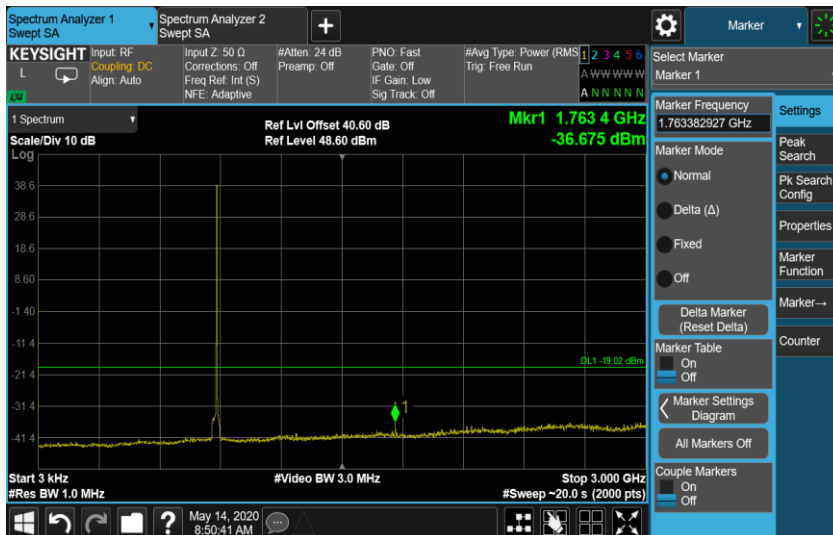 Spectrum Analyzer 1
Swept SA
Spectrum Analyzer 2
Swept SA
+
Marker
KEYSIGHT
L
LXI
Input: RF
Coupling: DC
Align: Auto
Input Z: 50 Ω
Corrections: Off
Freq Ref: Int (S)
NFE: Adaptive
#Atten: 24 dB
Preamp: Off
PNO: Fast
Gate: Off
IF Gain: Low
Sig Track: Off
#Avg Type: Power (RMS
Trig: Free Run
1 2 3 4 5 6
A W W W W W
A N N N N N
Select Marker
Marker 1
1 Spectrum
Scale/Div 10 dB
Log
Ref Lvl Offset 40.60 dB
Ref Level 48.60 dBm
Mkr1 1.763 4 GHz
-36.675 dBm
38.6
28.6
18.6
8.60
-1.40
-11.4
-21.4
-31.4
-41.4
DL1 -19.02 dBm
1
Start 3 kHz
#Res BW 1.0 MHz
#Video BW 3.0 MHz
Stop 3.000 GHz
#Sweep ~20.0 s (2000 pts)
Marker Frequency
1.763382927 GHz
Marker Mode
Normal
Delta (Δ)
Fixed
Off
Delta Marker
(Reset Delta)
Marker Table
On
Off
Marker Settings
Diagram
All Markers Off
Couple Markers
On
Off
Settings
Peak
Search
Pk Search
Config
Properties
Marker
Function
Marker→
Counter
?
May 14, 2020
8:50:41 AM